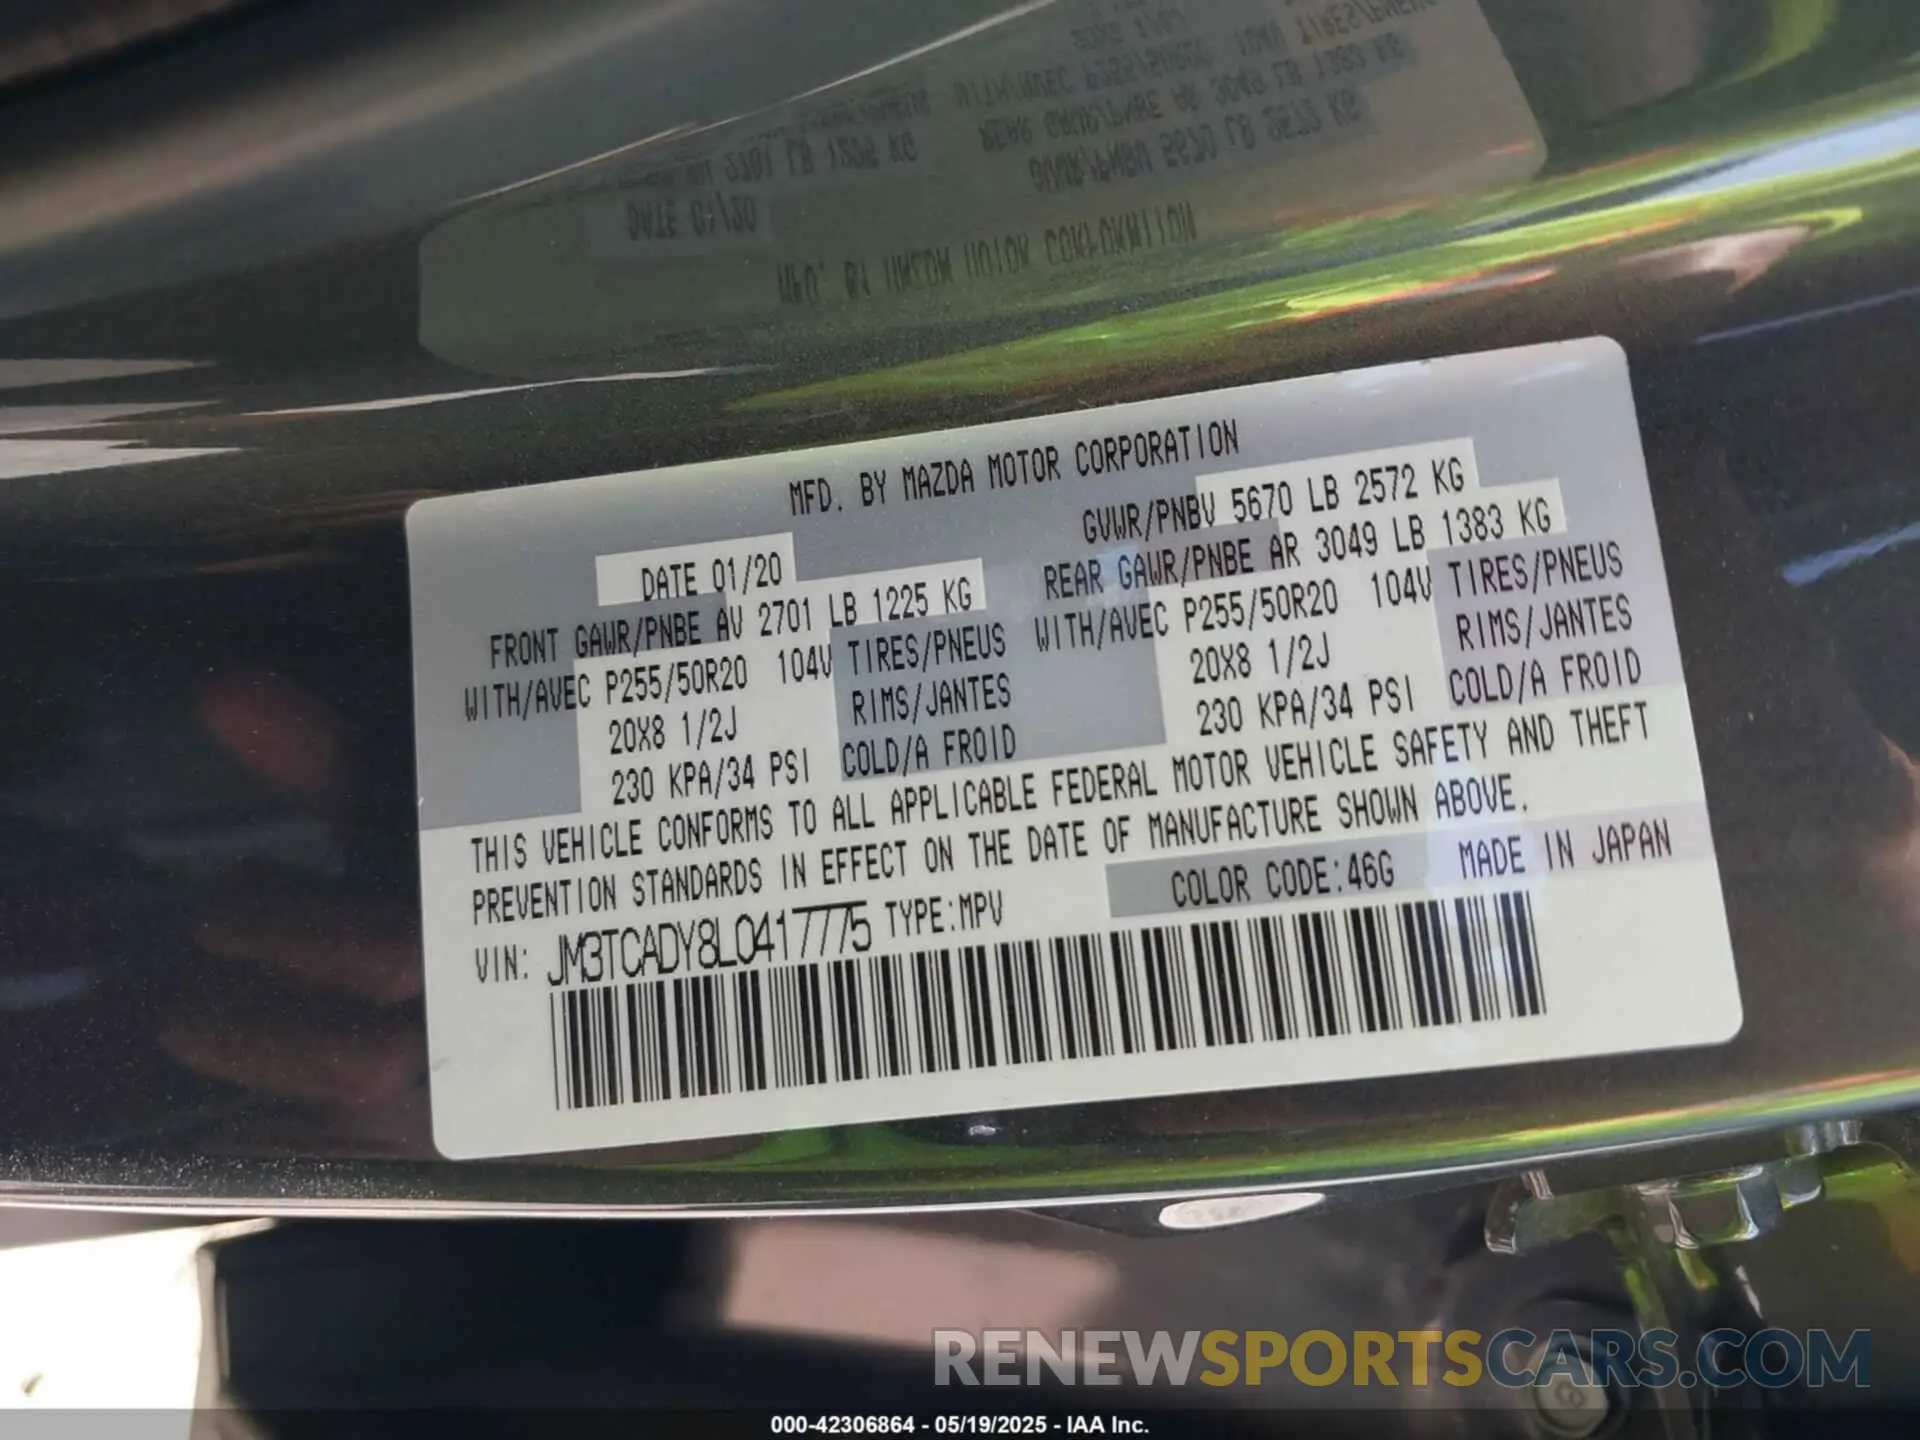 MFD. BY MAZDA MOTOR CORPORATION
DATE 01/20
GVWR/PNBV 5670 LB 2572 KG
FRONT GAWR/PNBE AV 2701 LB 1225 KG
REAR GAWR/PNBE AR 3049 LB 1383 KG
WITH/AVEC P255/50R20 104V TIRES/PNEUS
WITH/AVEC P255/50R20 104V TIRES/PNEUS
20X8 1/2J RIMS/JANTES
20X8 1/2J RIMS/JANTES
230 KPA/34 PSI COLD/A FROID
230 KPA/34 PSI COLD/A FROID
THIS VEHICLE CONFORMS TO ALL APPLICABLE FEDERAL MOTOR VEHICLE SAFETY AND THEFT
PREVENTION STANDARDS IN EFFECT ON THE DATE OF MANUFACTURE SHOWN ABOVE.
COLOR CODE:46G MADE IN JAPAN
VIN: JM3TCADY8L0417775 TYPE:MPV
RENEWSPORTSCARS.COM
000-42306864 - 05/19/2025 - IAA Inc.